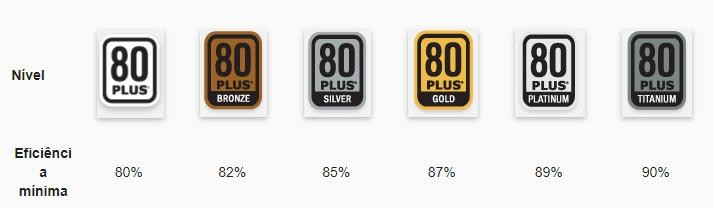 Nível
80
PLUS
80
PLUS
BRONZE
80
PLUS
SILVER
80
PLUS
GOLD
80
PLUS
PLATINUM
80
PLUS
TITANIUM
Eficiênci
a
mínima
80%
82%
85%
87%
89%
90%